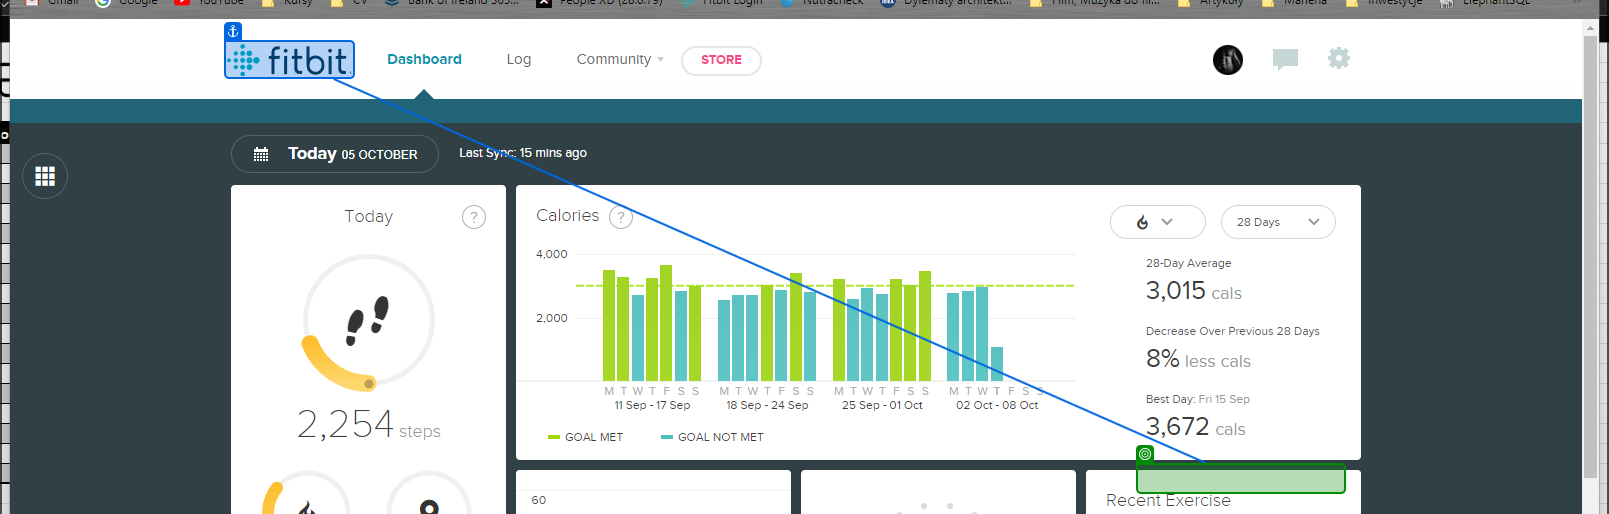 Gmail Google YouTube Kursy CV Bank of Ireland 365... People XD (28.0.79) Fitbit Login Nutracheck Dylematy architekt... Film, Muzyka do fil... Artykuły Marlena Inwestycje ElephantSQL
fitbit Dashboard Log Community STORE
Today 05 OCTOBER Last Sync: 15 mins ago
Today ?
2,254 steps
Calories ? 28 Days
4,000
2,000
M T W T F S S M T W T F S S M T W T F S S M T W T F S S
11 Sep - 17 Sep 18 Sep - 24 Sep 25 Sep - 01 Oct 02 Oct - 08 Oct
GOAL MET GOAL NOT MET
28-Day Average
3,015 cals
Decrease Over Previous 28 Days
8% less cals
Best Day: Fri 15 Sep
3,672 cals
60
Recent Exercise